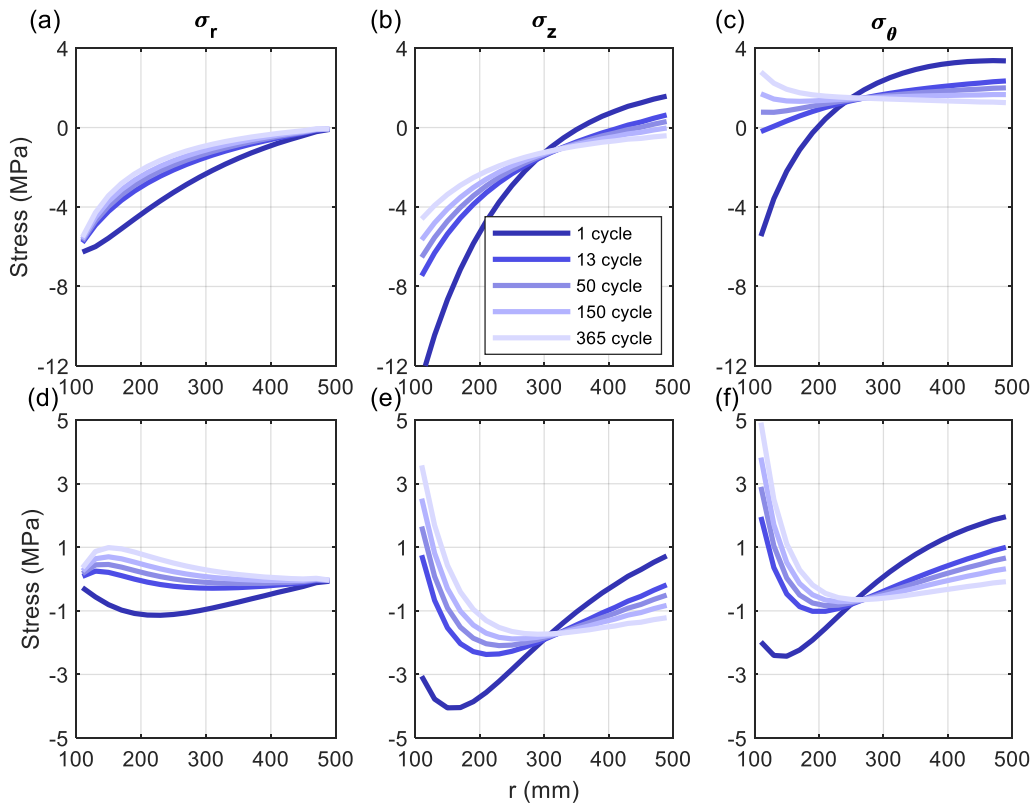 (a) σr (b) σz (c) σθ
4 4 4
0 0 0
-4 -4 -4
-8 -8 -8
-12 -12 -12
100 200 300 400 500 100 200 300 400 500 100 200 300 400 500
Stress (MPa)
1 cycle
13 cycle
50 cycle
150 cycle
365 cycle
(d) (e) (f)
5 5 5
3 3 3
1 1 1
-1 -1 -1
-3 -3 -3
-5 -5 -5
100 200 300 400 500 100 200 300 400 500 100 200 300 400 500
Stress (MPa)
r (mm)